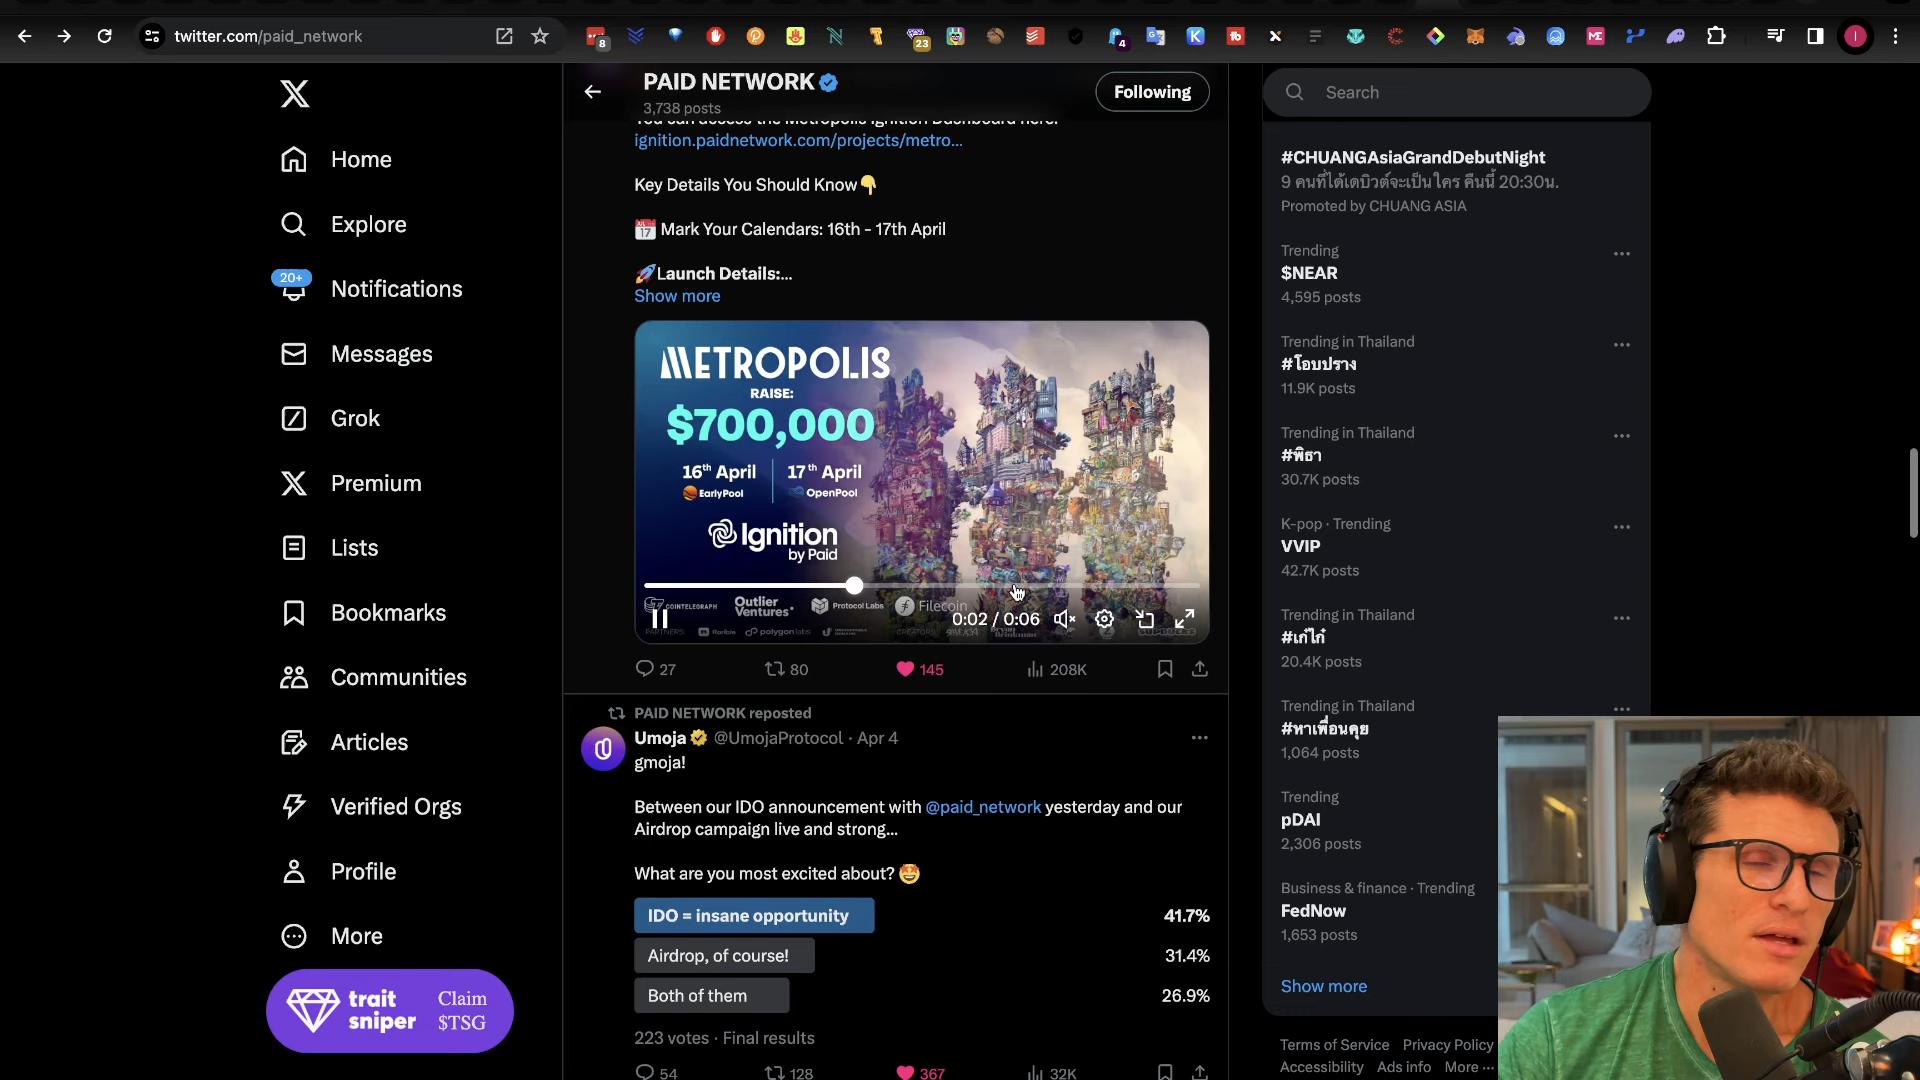 twitter.com/paid_network
8
23
4
PAID NETWORK
3,738 posts
Following
Home
Explore
20+
Notifications
Messages
Grok
Premium
Lists
Bookmarks
Communities
Articles
Verified Orgs
Profile
More
trait sniper
Claim $TSG
You can access the Metropolis Ignition Dashboard here:
ignition.paidnetwork.com/projects/metro...
Key Details You Should Know👇
📅 Mark Your Calendars: 16th - 17th April
🚀Launch Details:...
Show more
METROPOLIS
RAISE:
$700,000
16th April
17th April
EarlyPool
OpenPool
Ignition
by Paid
COINTELEGRAPH
Outlier Ventures
Protocol Labs
Filecoin
PARTNERS:
Rarible
polygon labs
CREATORS:
0:02 / 0:06
27
80
145
208K
PAID NETWORK reposted
Umoja @UmojaProtocol · Apr 4
gmoja!
Between our IDO announcement with @paid_network yesterday and our
Airdrop campaign live and strong...
What are you most excited about? 🤩
IDO = insane opportunity 41.7%
Airdrop, of course! 31.4%
Both of them 26.9%
223 votes · Final results
54
128
367
32K
Search
#CHUANGAsiaGrandDebutNight
9 คนที่ได้เดบิวต์จะเป็นใคร คืนนี้ 20:30น.
Promoted by CHUANG ASIA
Trending
$NEAR
4,595 posts
Trending in Thailand
#โอบปราง
11.9K posts
Trending in Thailand
#พิธา
30.7K posts
K-pop · Trending
VVIP
42.7K posts
Trending in Thailand
#เก๋ไก๋
20.4K posts
Trending in Thailand
#หาเพื่อนคุย
1,064 posts
Trending
pDAI
2,306 posts
Business & finance · Trending
FedNow
1,653 posts
Show more
Terms of Service Privacy Policy
Accessibility Ads info More ···